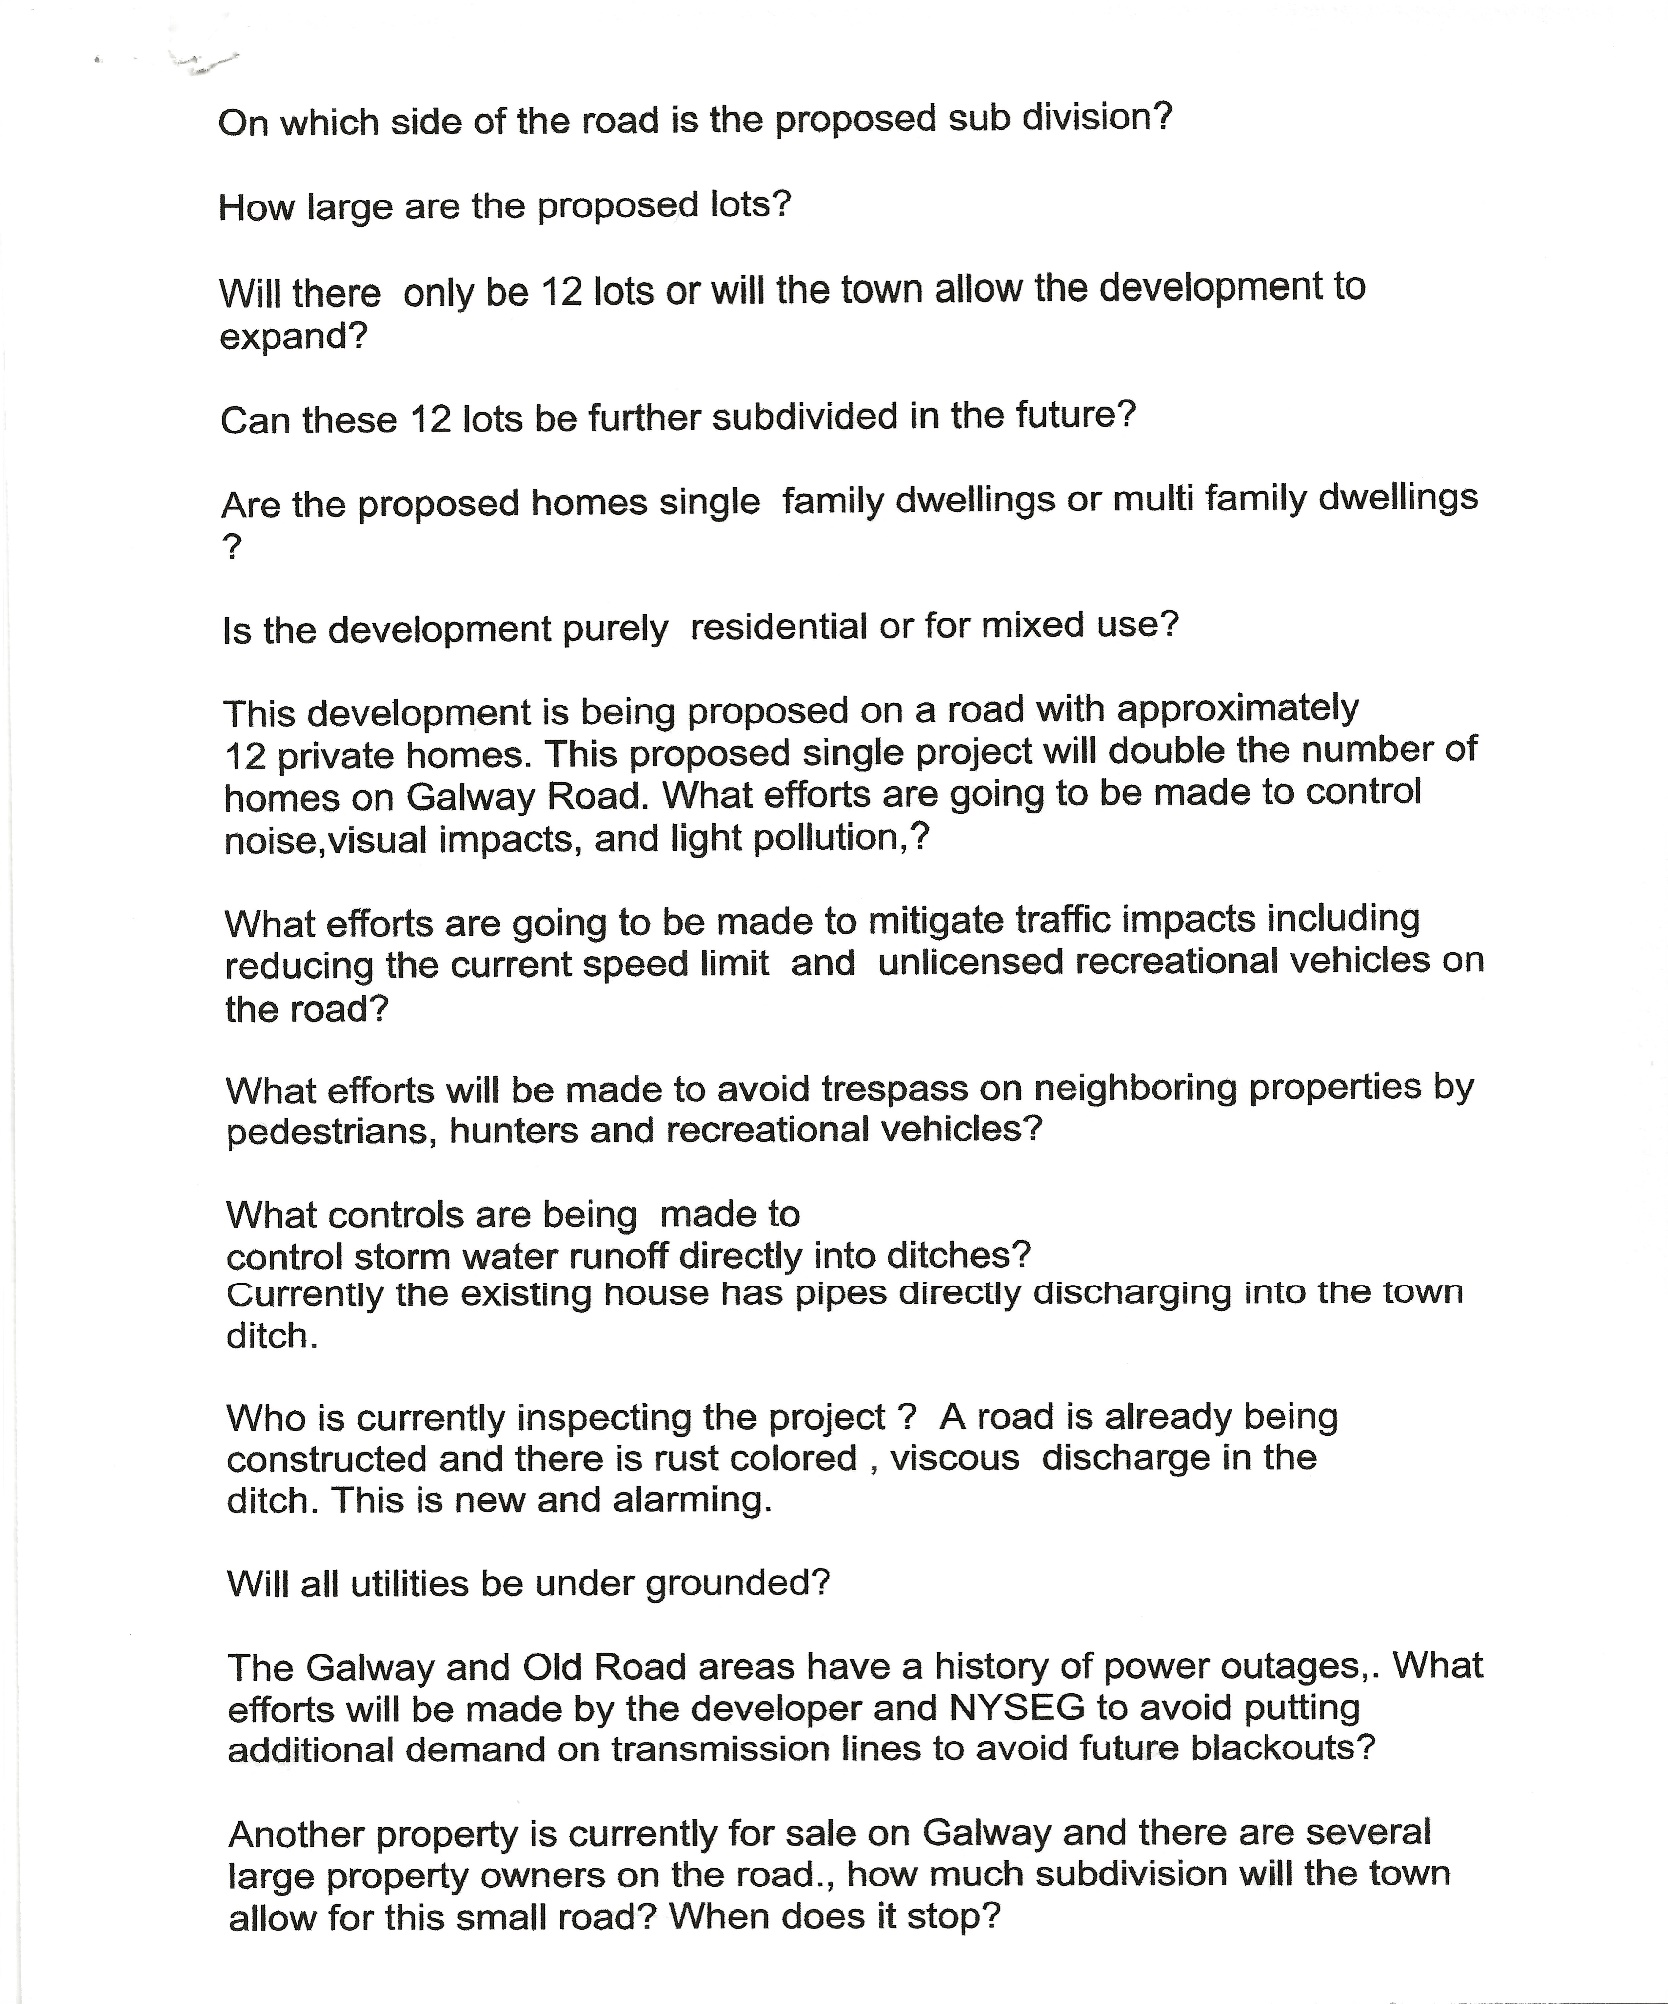 On which side of the road is the proposed sub division?
How large are the proposed lots?
Will there  only be 12 lots or will the town allow the development to
expand?
Can these 12 lots be further subdivided in the future?
Are the proposed homes single  family dwellings or multi family dwellings
?
Is the development purely  residential or for mixed use?
This development is being proposed on a road with approximately
12 private homes. This proposed single project will double the number of
homes on Galway Road. What efforts are going to be made to control
noise,visual impacts, and light pollution,?
What efforts are going to be made to mitigate traffic impacts including
reducing the current speed limit  and  unlicensed recreational vehicles on
the road?
What efforts will be made to avoid trespass on neighboring properties by
pedestrians, hunters and recreational vehicles?
What controls are being  made to
control storm water runoff directly into ditches?
Currently the existing house has pipes directly discharging into the town
ditch.
Who is currently inspecting the project ?  A road is already being
constructed and there is rust colored , viscous  discharge in the
ditch. This is new and alarming.
Will all utilities be under grounded?
The Galway and Old Road areas have a history of power outages,. What
efforts will be made by the developer and NYSEG to avoid putting
additional demand on transmission lines to avoid future blackouts?
Another property is currently for sale on Galway and there are several
large property owners on the road., how much subdivision will the town
allow for this small road? When does it stop?